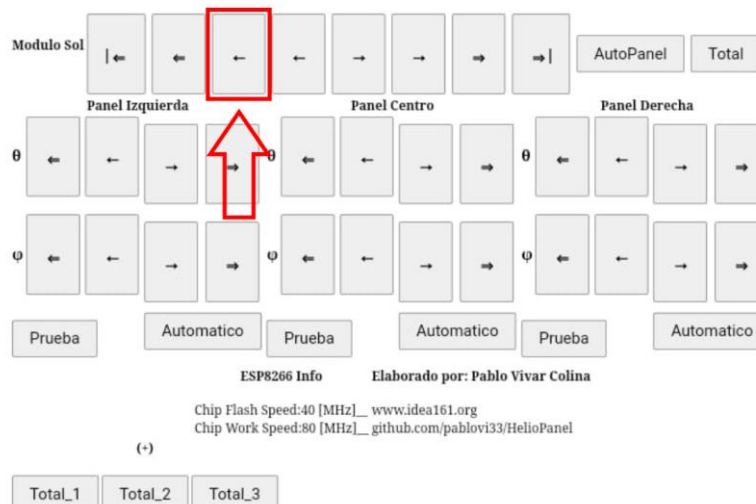 Modulo Sol |⇐ ⇐ ← ← → → ⇒ ⇒| AutoPanel Total
Panel Izquierda Panel Centro Panel Derecha
θ ⇐ ← → ⇒ θ ⇐ ← → ⇒ θ ⇐ ← → ⇒
φ ⇐ ← → ⇒ φ ⇐ ← → ⇒ φ ⇐ ← → ⇒
Prueba Automatico Prueba Automatico Prueba Automatico
ESP8266 Info Elaborado por: Pablo Vivar Colina
Chip Flash Speed:40 [MHz]__ www.idea161.org
Chip Work Speed:80 [MHz]__ github.com/pablovi33/HelioPanel
(+)
Total_1 Total_2 Total_3